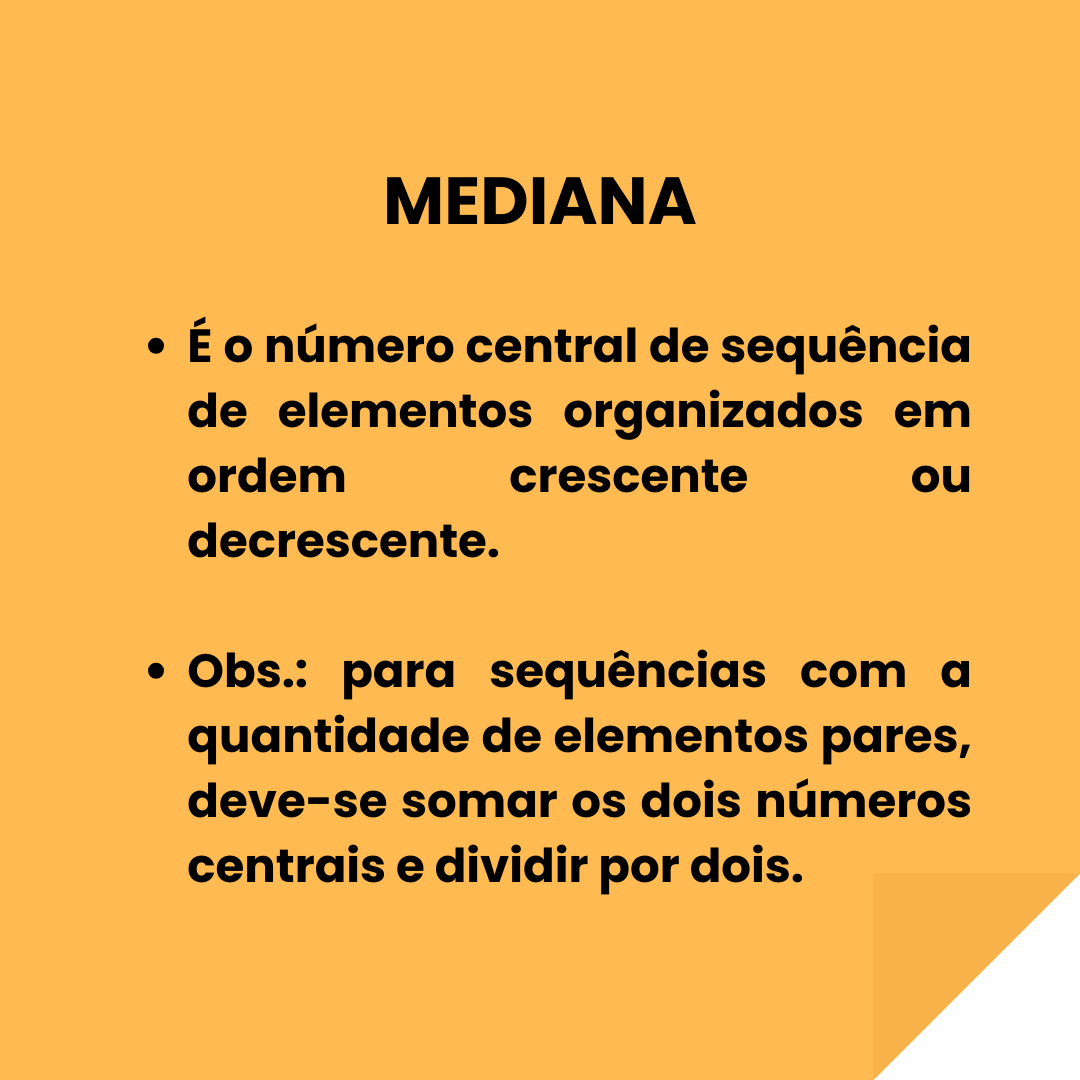 MEDIANA
• É o número central de sequência
de elementos organizados em
ordem crescente ou
decrescente.
• Obs.: para sequências com a
quantidade de elementos pares,
deve-se somar os dois números
centrais e dividir por dois.